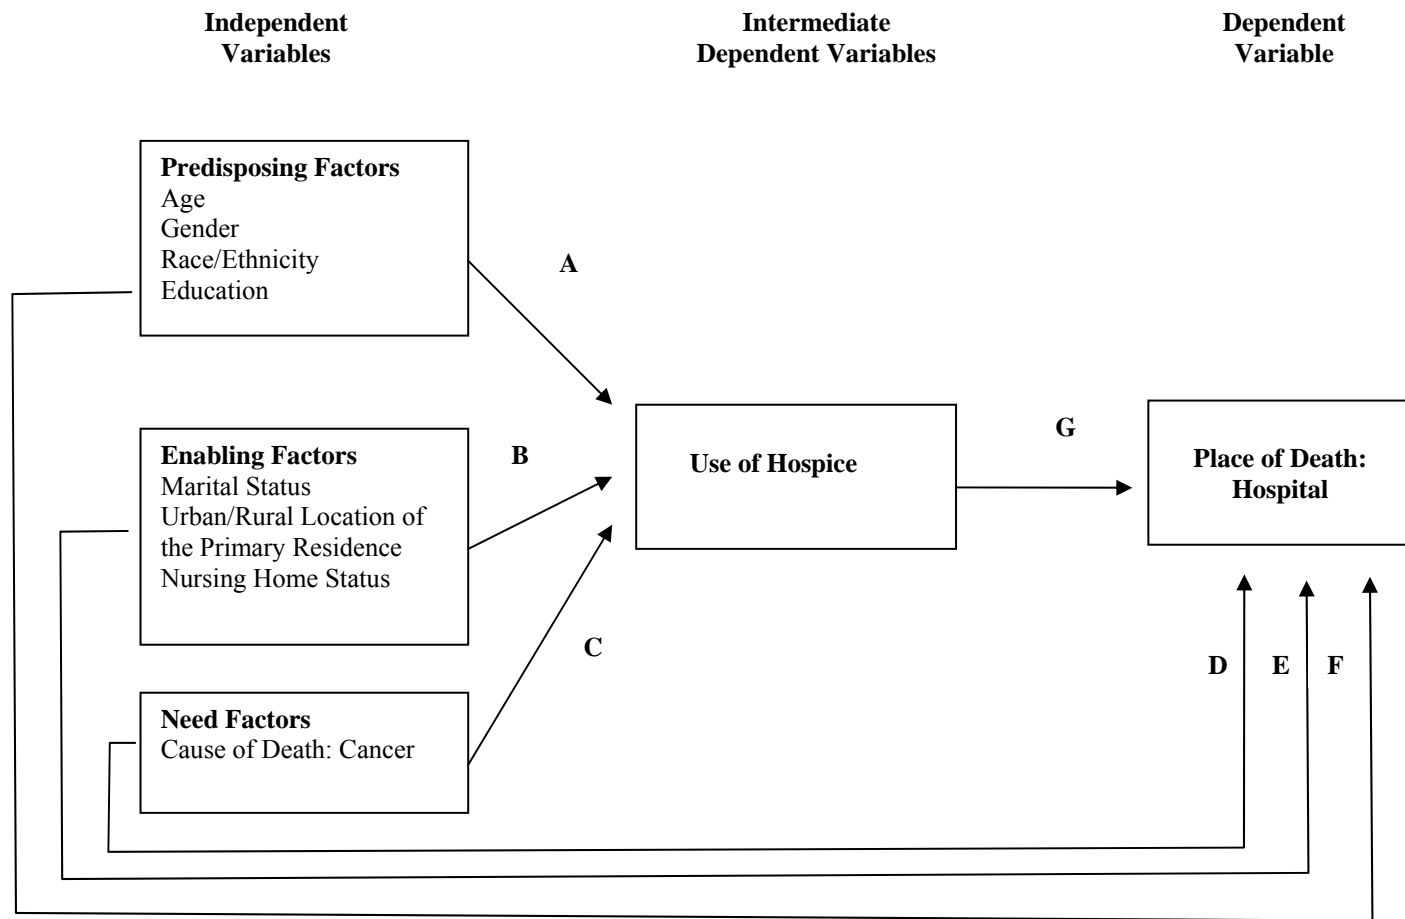 Independent
Variables
Intermediate
Dependent Variables
Dependent
Variable
Predisposing Factors
Age
Gender
Race/Ethnicity
Education
A
Enabling Factors
Marital Status
Urban/Rural Location of
the Primary Residence
Nursing Home Status
B
Use of Hospice
G
Place of Death:
Hospital
C
D
E
F
Need Factors
Cause of Death: Cancer